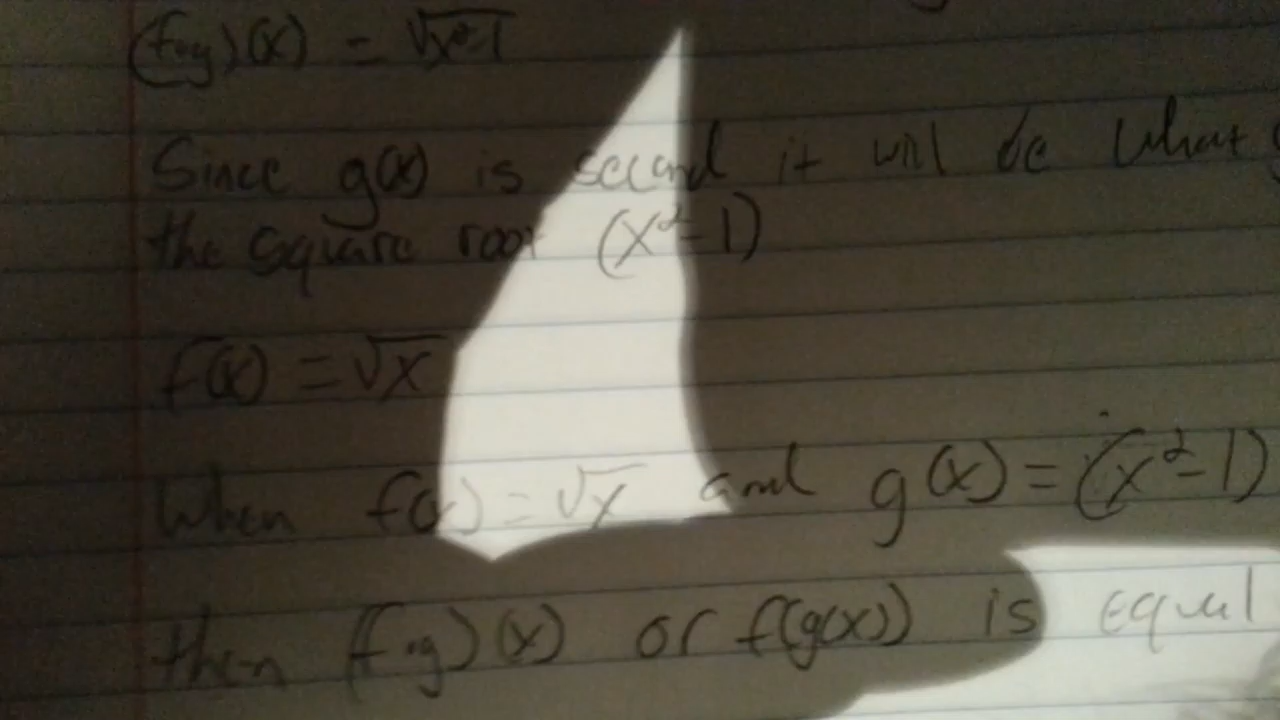 (f∘g)(x) = √x²-1
Since g(x) is second it will be what
the square root (x²-1)
f(x) = √x
When f(x) = √x and g(x) = (x²-1)
then (f∘g)(x) or f(g(x)) is equal